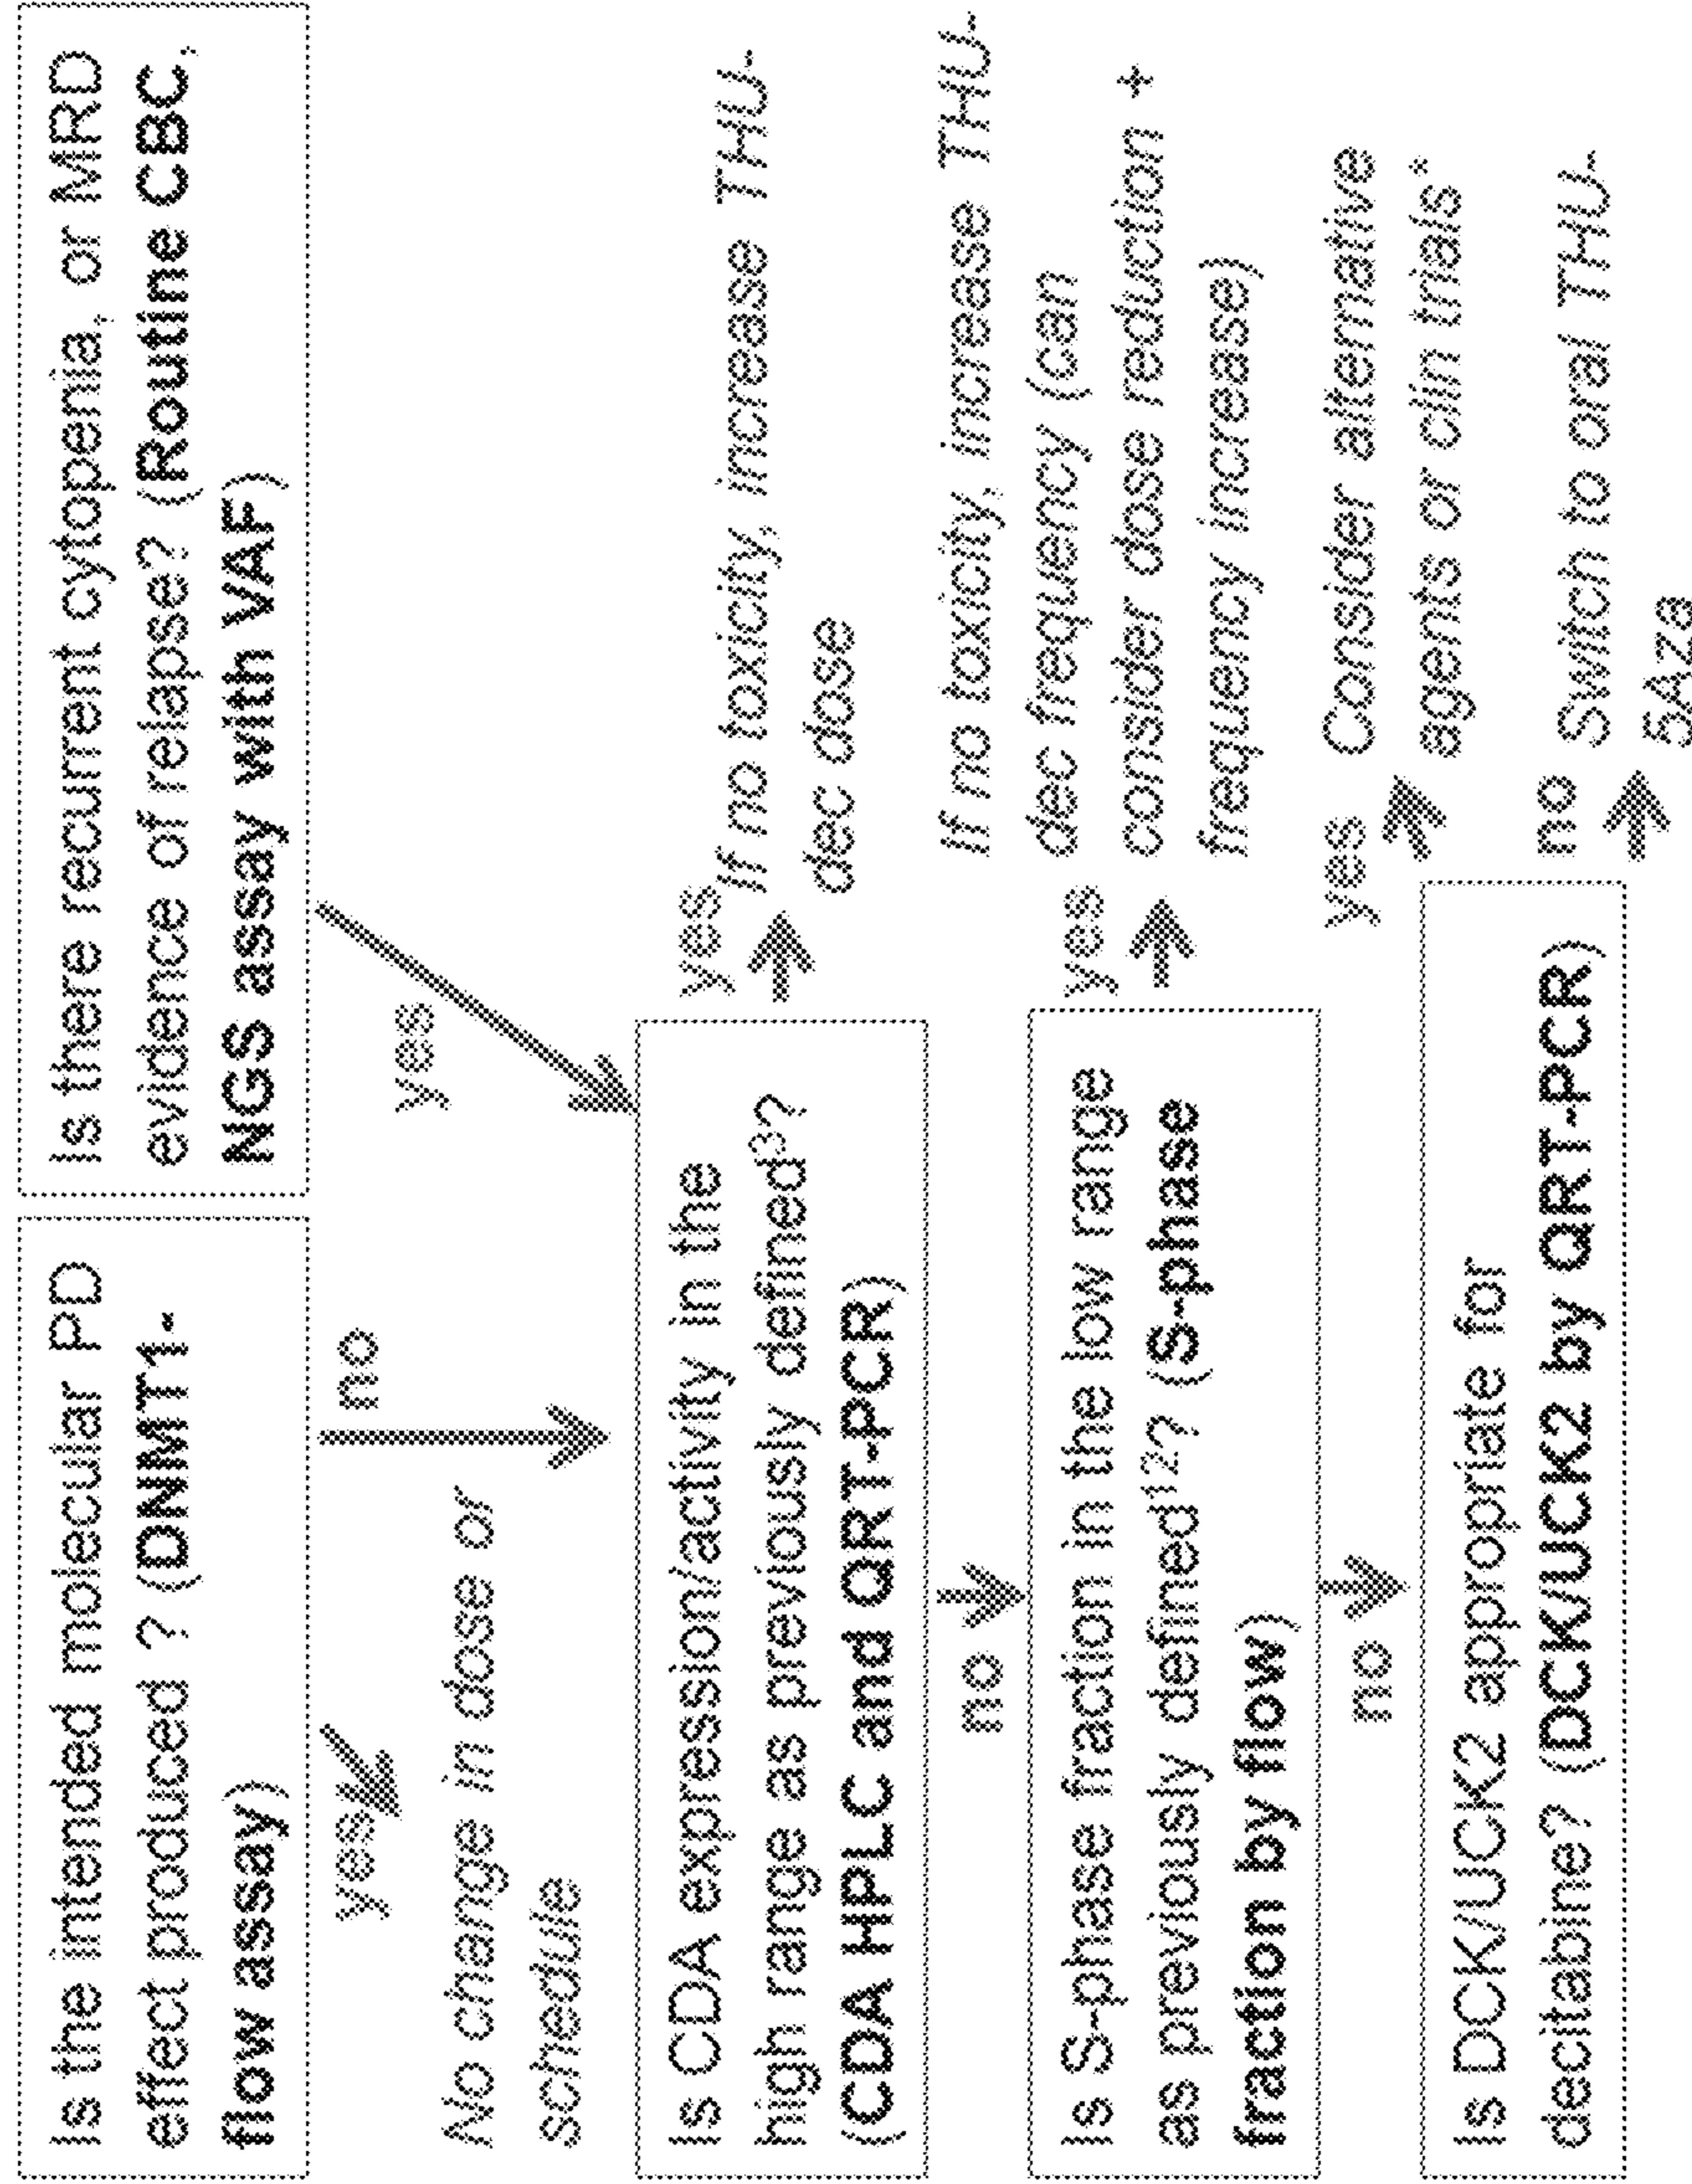 Is the intended molecular PD
effect produced ? (DNMT1-
flow assay)
Is there recurrent cytopenia, or MRD
evidence of relapse? (Routine CBC,
NGS assay with VAF)
yes
no
yes
No change in dose or
schedule
Is CDA expression/activity in the
high range as previously defined³?
(CDA HPLC and QRT-PCR)
yes
If no toxicity, increase THU-
dec dose
no
Is S-phase fraction in the low range
as previously defined¹²? (S-phase
fraction by flow)
yes
If no toxicity, increase THU-
dec frequency (can
consider dose reduction +
frequency increase)
no
Is DCK/UCK2 appropriate for
decitabine? (DCK/UCK2 by QRT-PCR)
yes
Consider alternative
agents or clin trials*
no
Switch to oral THU-
5Aza